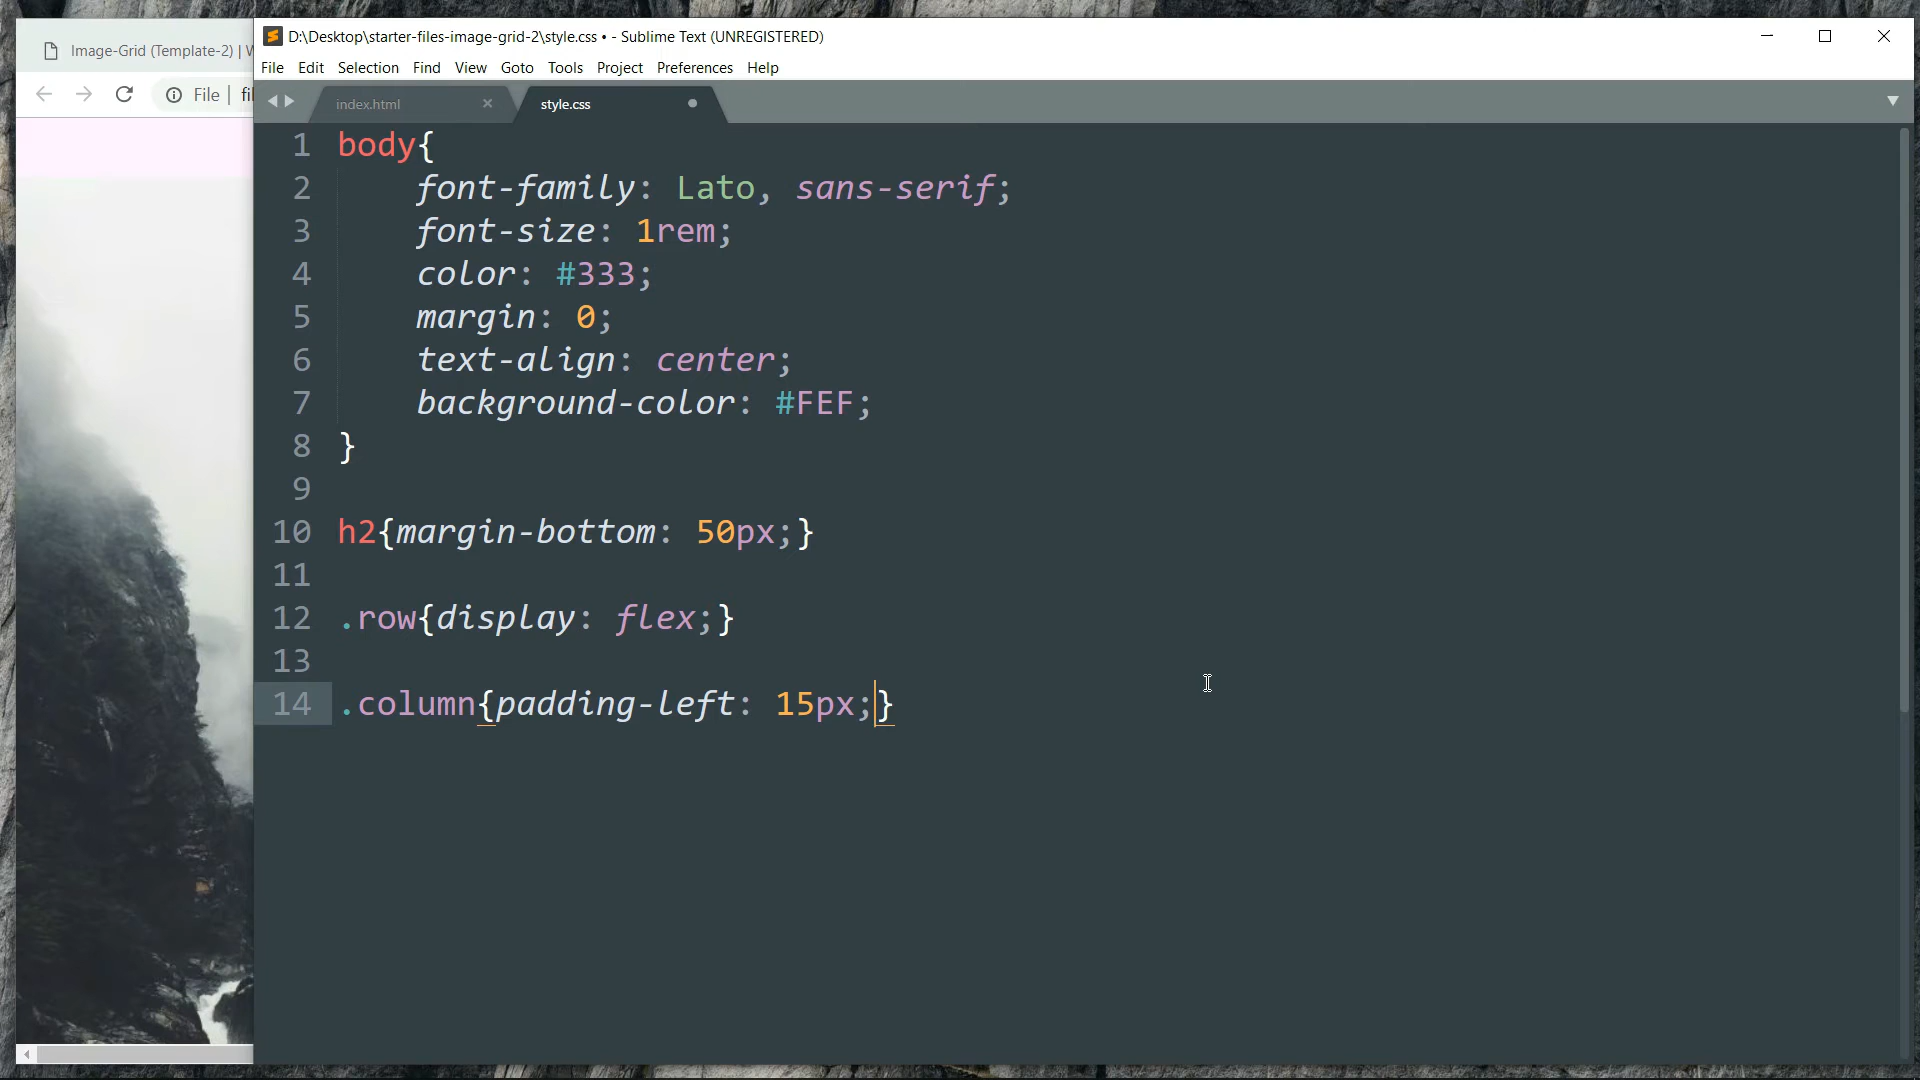 Image-Grid (Template-2) | W
File | fil
D:\Desktop\starter-files-image-grid-2\style.css • - Sublime Text (UNREGISTERED)
File Edit Selection Find View Goto Tools Project Preferences Help
index.html
style.css
1 body{
2 font-family: Lato, sans-serif;
3 font-size: 1rem;
4 color: #333;
5 margin: 0;
6 text-align: center;
7 background-color: #FEF;
8 }
9
10 h2{margin-bottom: 50px;}
11
12 .row{display: flex;}
13
14 .column{padding-left: 15px;}